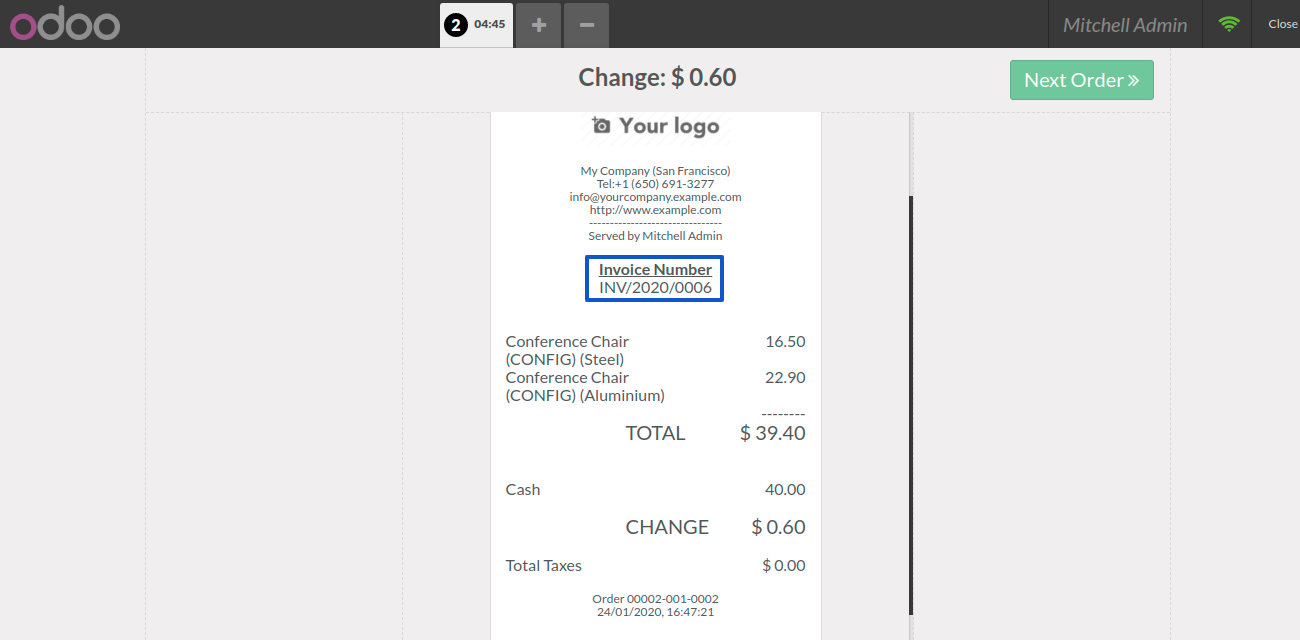 odoo
2 04:45
Mitchell Admin
Close
Change: $ 0.60
Next Order »
Your logo
My Company (San Francisco)
Tel:+1 (650) 691-3277
info@yourcompany.example.com
http://www.example.com
--------------------------------
Served by Mitchell Admin
Invoice Number
INV/2020/0006
Conference Chair 16.50
(CONFIG) (Steel)
Conference Chair 22.90
(CONFIG) (Aluminium)
--------
TOTAL $ 39.40
Cash 40.00
CHANGE $ 0.60
Total Taxes $ 0.00
Order 00002-001-0002
24/01/2020, 16:47:21